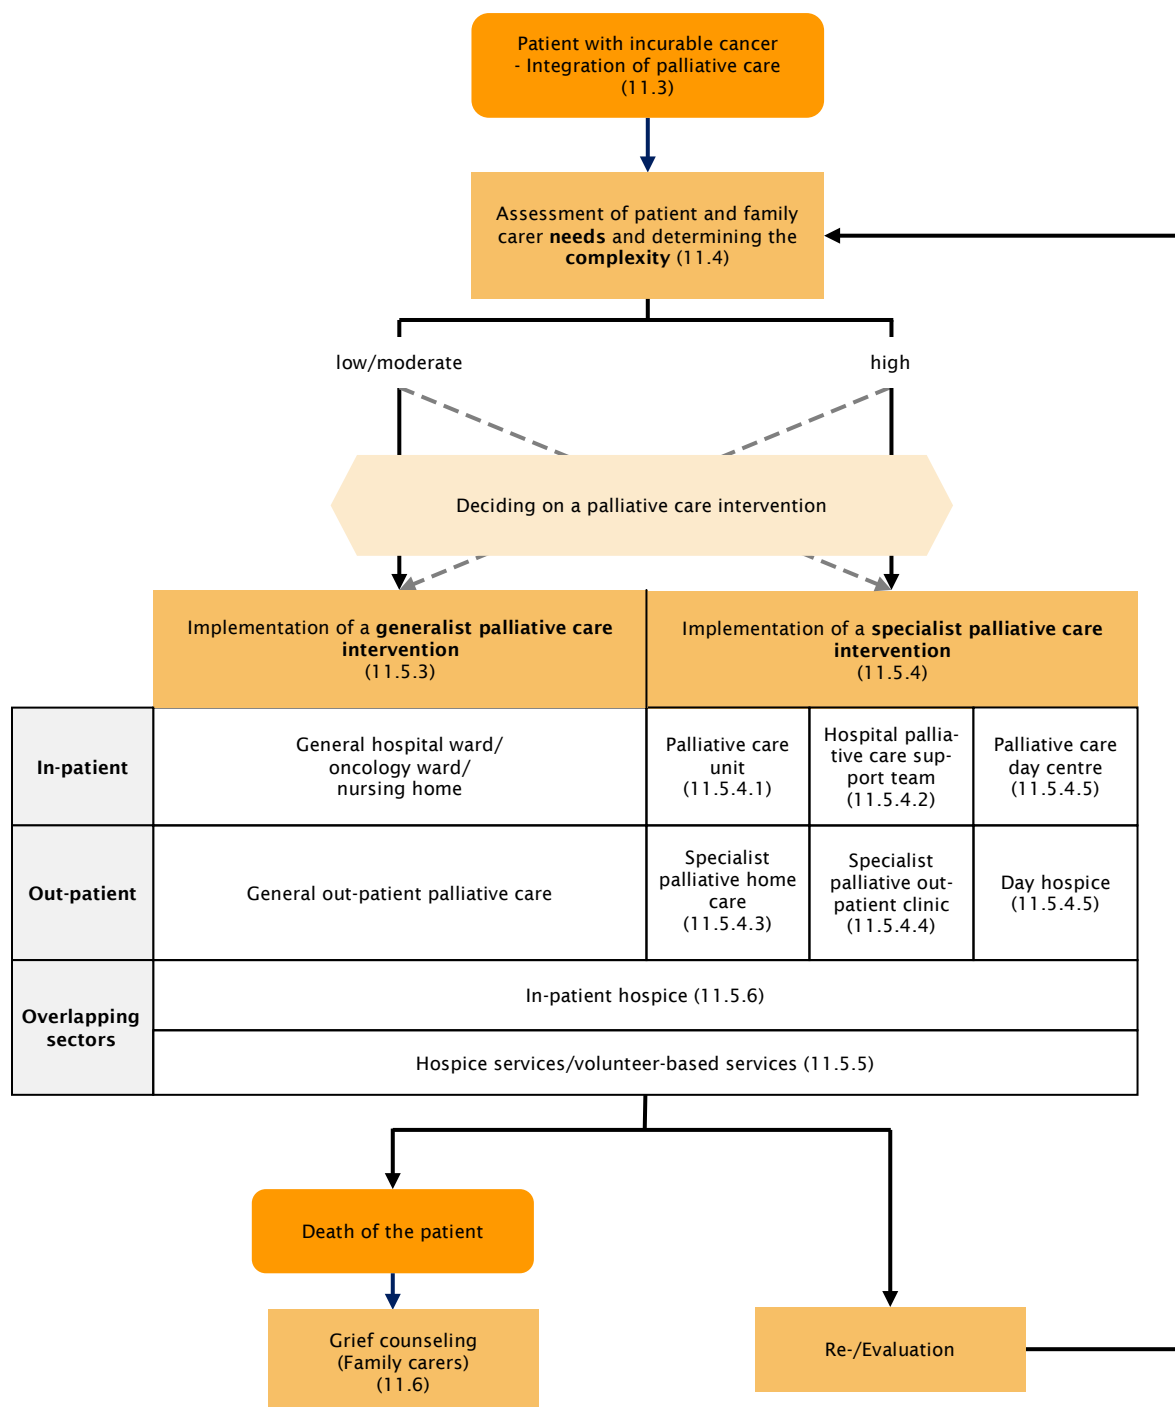 Patient with incurable cancer
- Integration of palliative care
(11.3)
Assessment of patient and family
carer needs and determining the
complexity (11.4)
low/moderate
high
Deciding on a palliative care intervention
Implementation of a generalist palliative care
intervention
(11.5.3)
Implementation of a specialist palliative care
intervention
(11.5.4)
In-patient
General hospital ward/
oncology ward/
nursing home
Palliative care
unit
(11.5.4.1)
Hospital pallia-
tive care sup-
port team
(11.5.4.2)
Palliative care
day centre
(11.5.4.5)
Out-patient
General out-patient palliative care
Specialist
palliative home
care
(11.5.4.3)
Specialist
palliative out-
patient clinic
(11.5.4.4)
Day hospice
(11.5.4.5)
Overlapping
sectors
In-patient hospice (11.5.6)
Hospice services/volunteer-based services (11.5.5)
Death of the patient
Grief counseling
(Family carers)
(11.6)
Re-/Evaluation